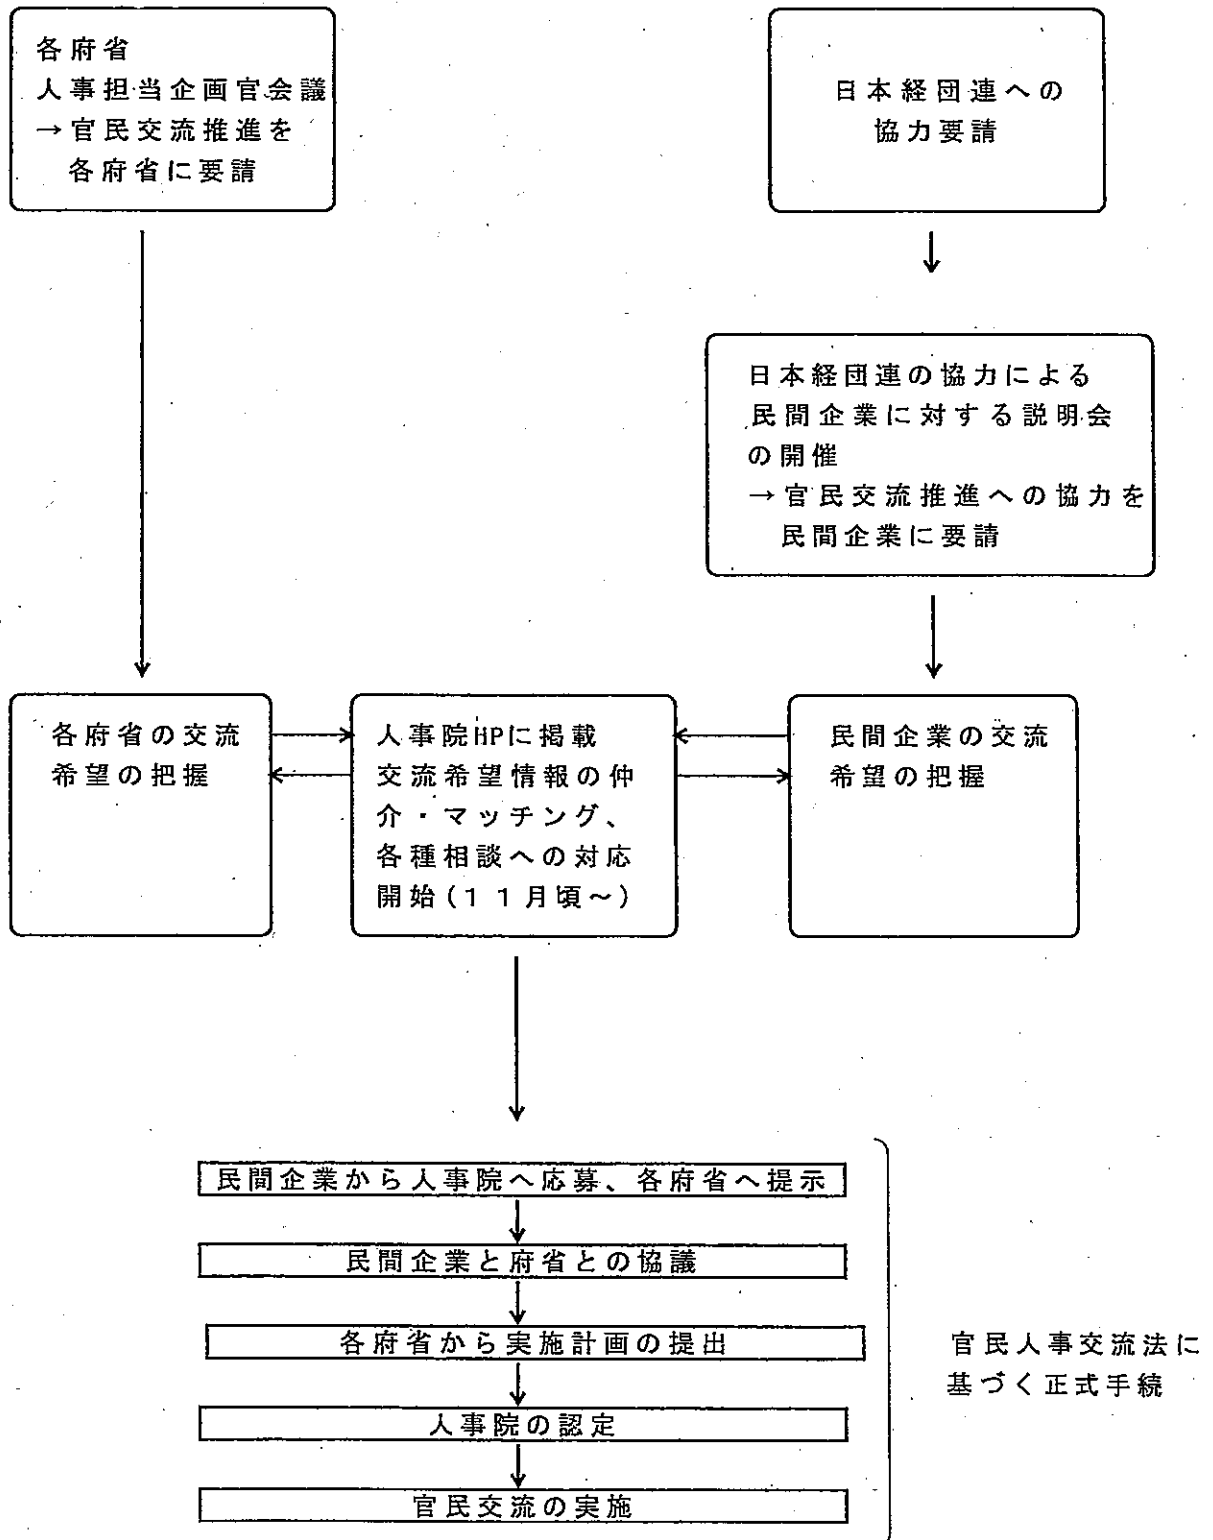 各府省
人事担当企画官会議
→官民交流推進を
各府省に要請
日本経団連への
協力要請
日本経団連の協力による
民間企業に対する説明会
の開催
→官民交流推進への協力を
民間企業に要請
各府省の交流
希望の把握
人事院HPに掲載
交流希望情報の仲
介・マッチング、
各種相談への対応
開始(11月頃~)
民間企業の交流
希望の把握
民間企業から人事院へ応募、各府省へ提示
民間企業と府省との協議
各府省から実施計画の提出
人事院の認定
官民交流の実施
官民人事交流法に
基づく正式手続